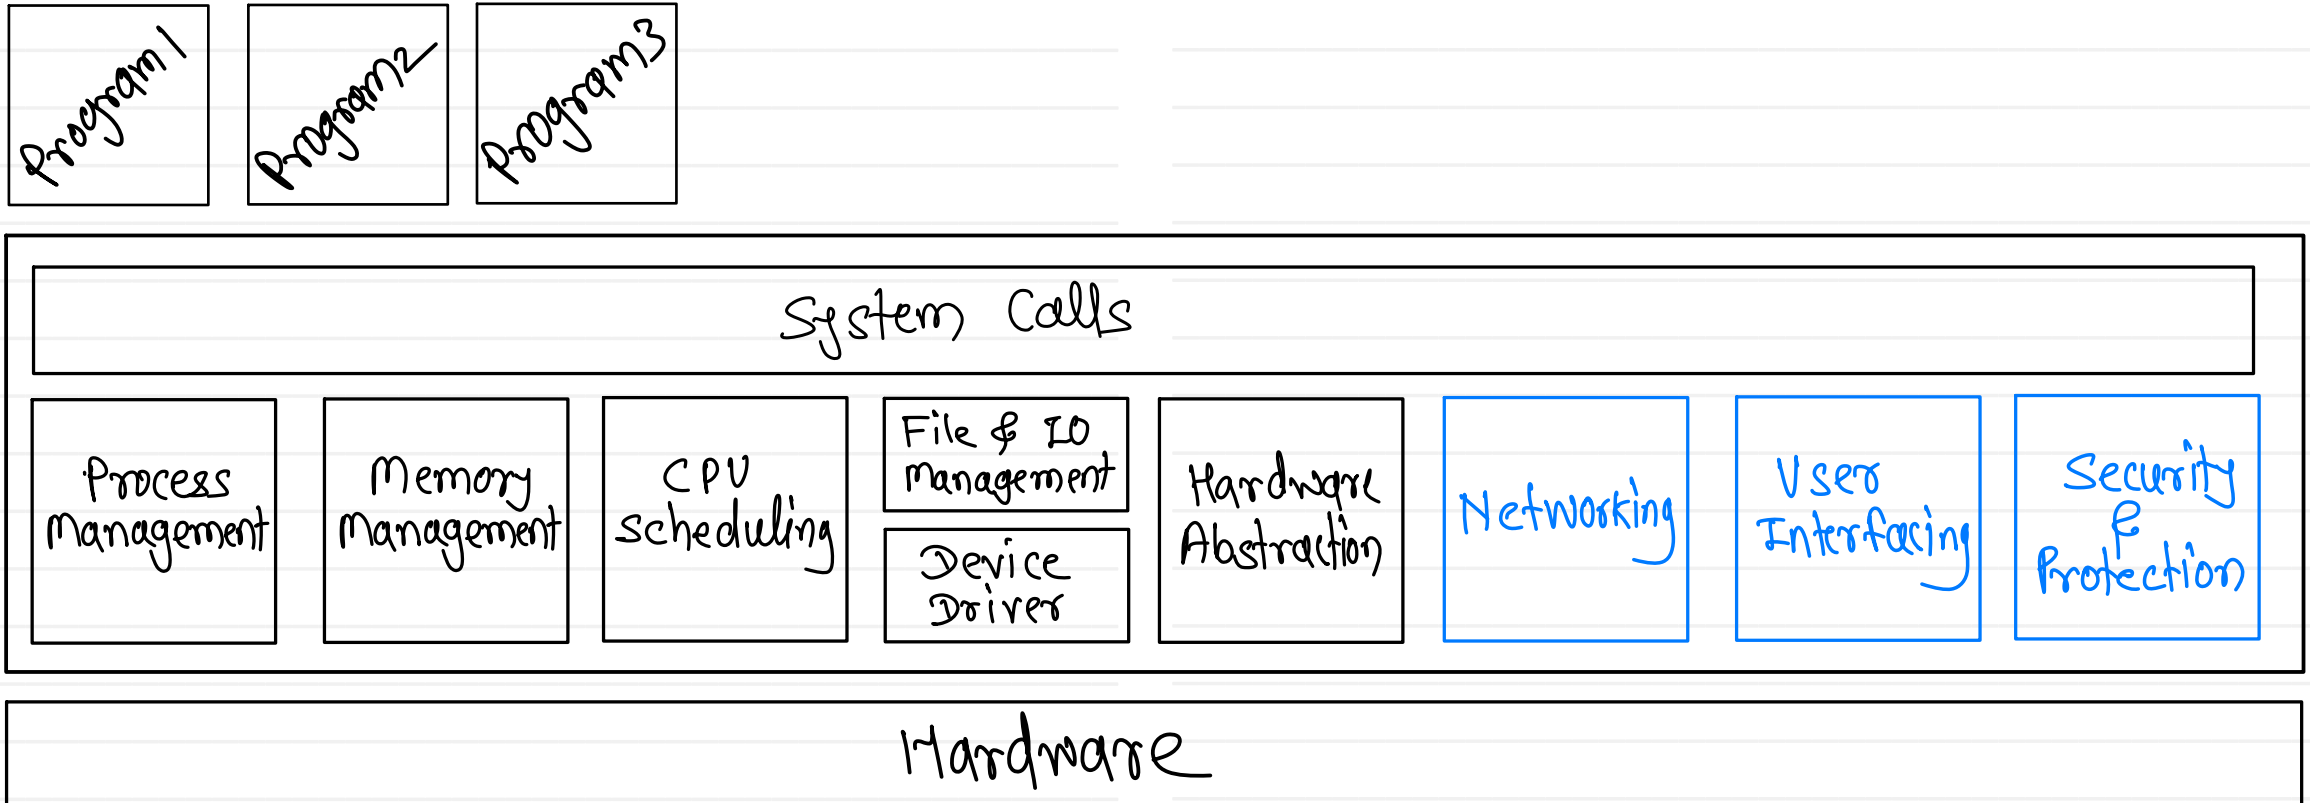 Program1
Program2
Program3
System Calls
Process
Management
Memory
Management
CPU
Scheduling
File & IO
Management
Device
Driver
Hardware
Abstraction
Networking
User
Interfacing
Security
&
Protection
Hardware